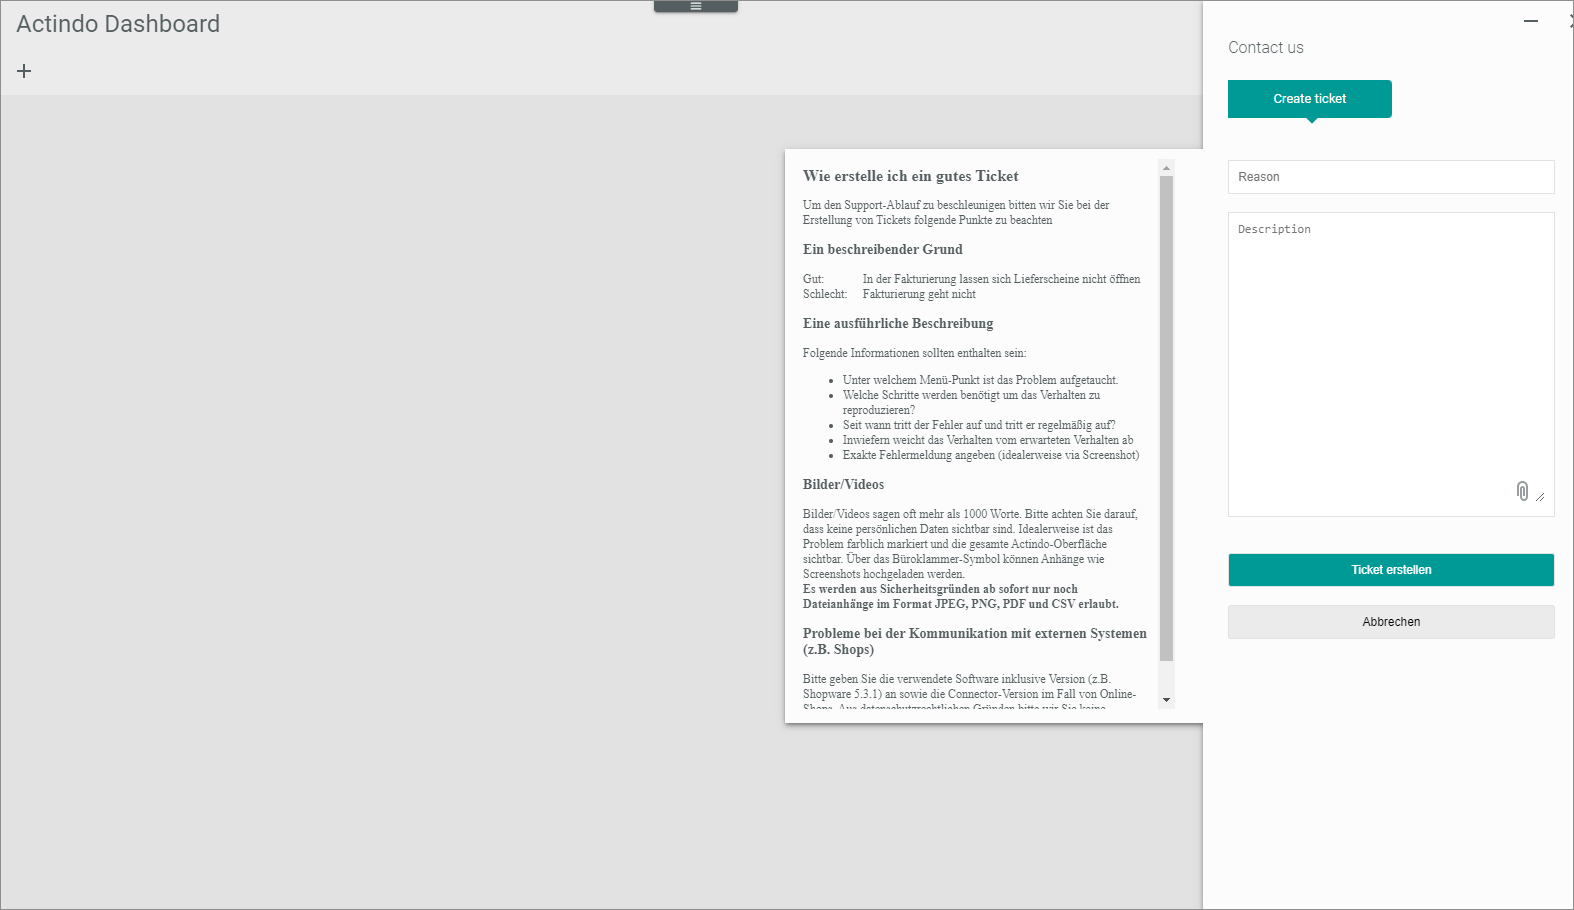 Actindo Dashboard
Contact us
Create ticket
Reason
Description
Ticket erstellen
Abbrechen
Wie erstelle ich ein gutes Ticket
Um den Support-Ablauf zu beschleunigen bitten wir Sie bei der
Erstellung von Tickets folgende Punkte zu beachten
Ein beschreibender Grund
Gut: In der Fakturierung lassen sich Lieferscheine nicht öffnen
Schlecht: Fakturierung geht nicht
Eine ausführliche Beschreibung
Folgende Informationen sollten enthalten sein:
Unter welchem Menü-Punkt ist das Problem aufgetaucht.
Welche Schritte werden benötigt um das Verhalten zu
reproduzieren?
Seit wann tritt der Fehler auf und tritt er regelmäßig auf?
Inwiefern weicht das Verhalten vom erwarteten Verhalten ab
Exakte Fehlermeldung angeben (idealerweise via Screenshot)
Bilder/Videos
Bilder/Videos sagen oft mehr als 1000 Worte. Bitte achten Sie darauf,
dass keine persönlichen Daten sichtbar sind. Idealerweise ist das
Problem farblich markiert und die gesamte Actindo-Oberfläche
sichtbar. Über das Büroklammer-Symbol können Anhänge wie
Screenshots hochgeladen werden.
Es werden aus Sicherheitsgründen ab sofort nur noch
Dateianhänge im Format JPEG, PNG, PDF und CSV erlaubt.
Probleme bei der Kommunikation mit externen Systemen
(z.B. Shops)
Bitte geben Sie die verwendete Software inklusive Version (z.B.
Shopware 5.3.1) an sowie die Connector-Version im Fall von Online-
Shops. Aus datenschutzrechtlichen Gründen bitte wir Sie keine